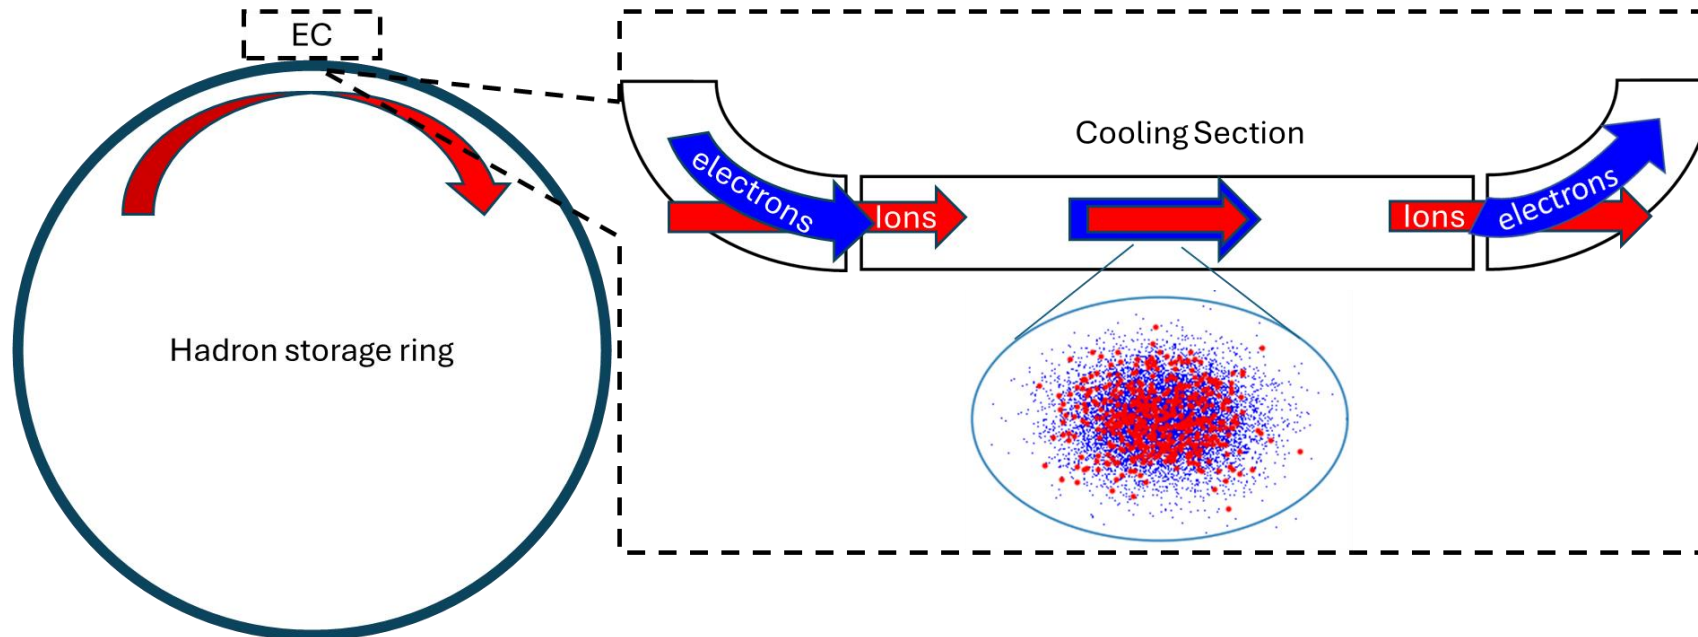 EC
Hadron storage ring
Cooling Section
electrons
Ions
Ions
electrons